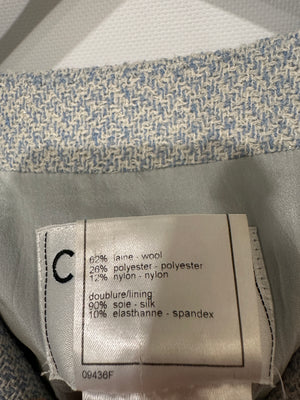 C
62% laine - wool
26% polyester - polyester
12% nylon - nylon
doublure/lining
90% soie - silk
10% elasthanne - spandex
09436F